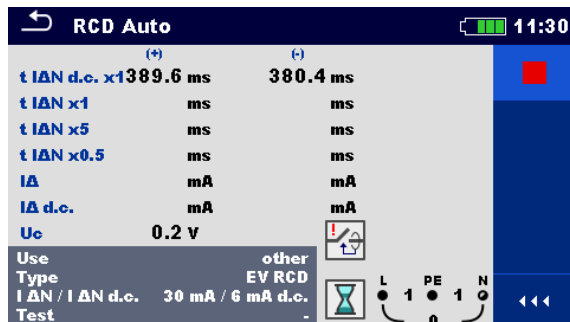 RCD Auto 11:30
(+) (-)
t IΔN d.c. x1 389.6 ms 380.4 ms
t IΔN x1 ms ms
t IΔN x5 ms ms
t IΔN x0.5 ms ms
IΔ mA mA
IΔ d.c. mA mA
Uc 0.2 V
Use other
Type EV RCD
I ΔN / I ΔN d.c. 30 mA / 6 mA d.c.
Test -
L PE N
1 1
0